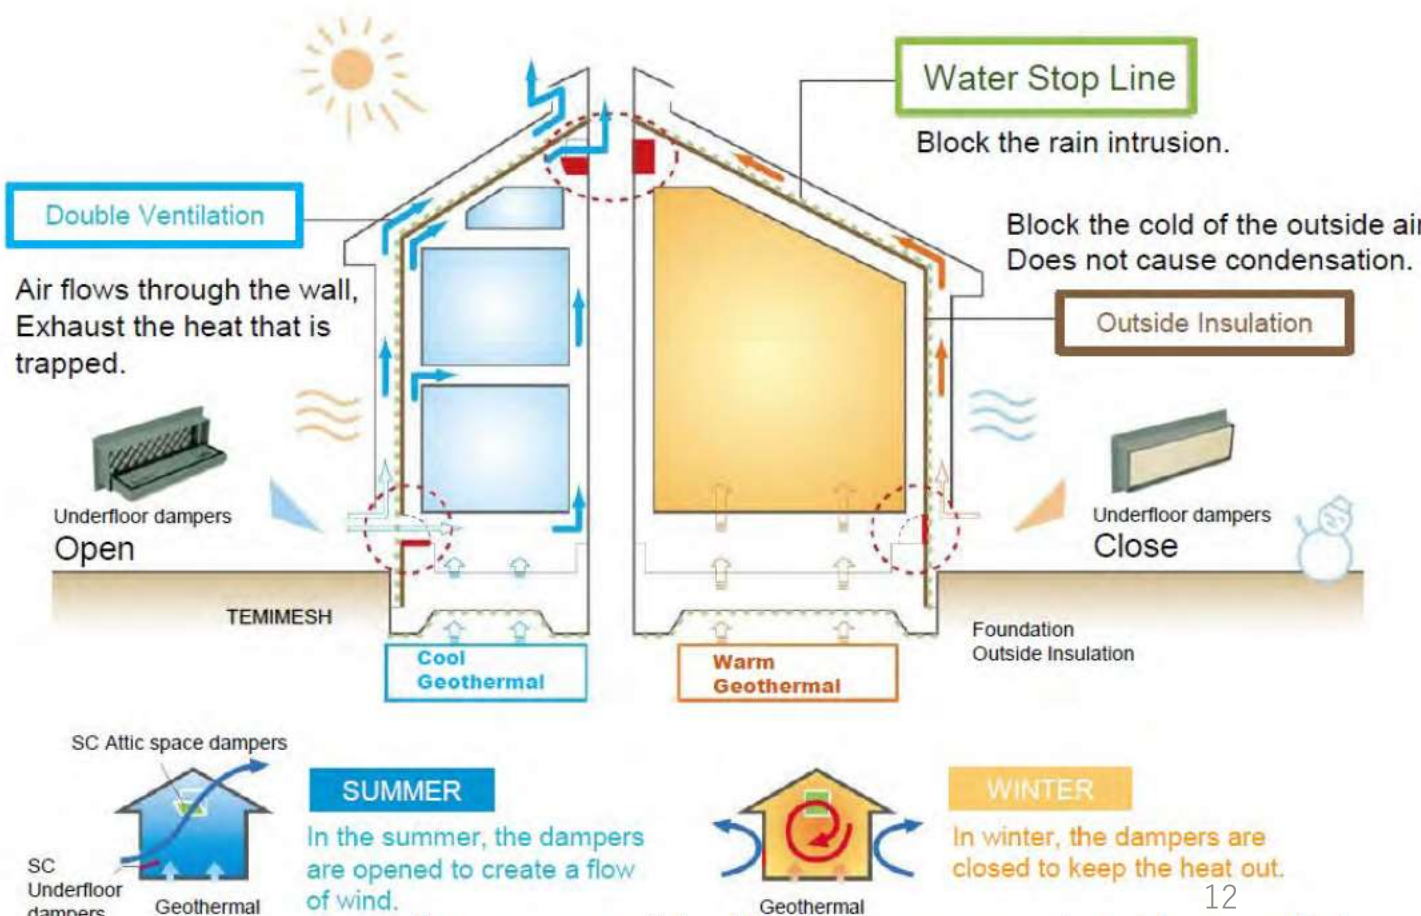 Water Stop Line
Block the rain intrusion.
Double Ventilation
Air flows through the wall,
Exhaust the heat that is
trapped.
Block the cold of the outside air
Does not cause condensation.
Outside Insulation
Underfloor dampers
Open
Underfloor dampers
Close
TEMIMESH
Cool
Geothermal
Warm
Geothermal
Foundation
Outside Insulation
SC Attic space dampers
SUMMER
In the summer, the dampers
are opened to create a flow
of wind.
SC
Underfloor
dampers
Geothermal
WINTER
In winter, the dampers are
closed to keep the heat out.
Geothermal
12